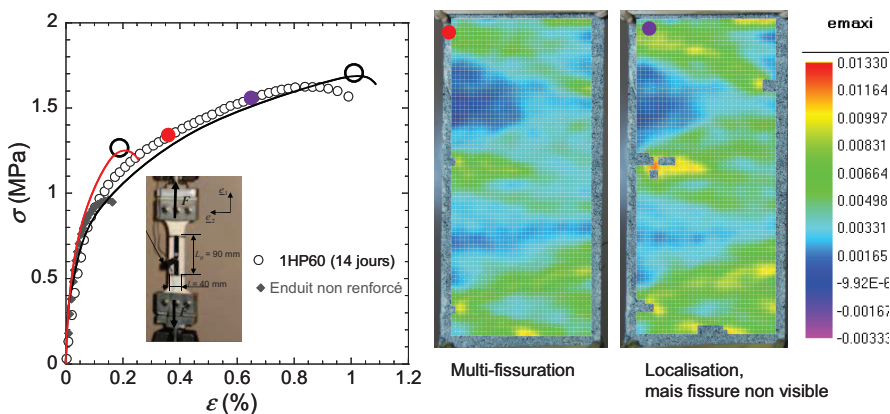 2
1.5
1
0.5
0
0
0.2
0.4
0.6
0.8
1
1.2
σ (MPa)
ε (%)
F
e₁
e₂
L₀ = 90 mm
l = 40 mm
1HP60 (14 jours)
Enduit non renforcé
Multi-fissuration
Localisation,
mais fissure non visible
emaxi
0.01330
0.01164
0.00997
0.00831
0.00664
0.00498
0.00332
0.00165
-9.92E-6
-0.00167
-0.00333